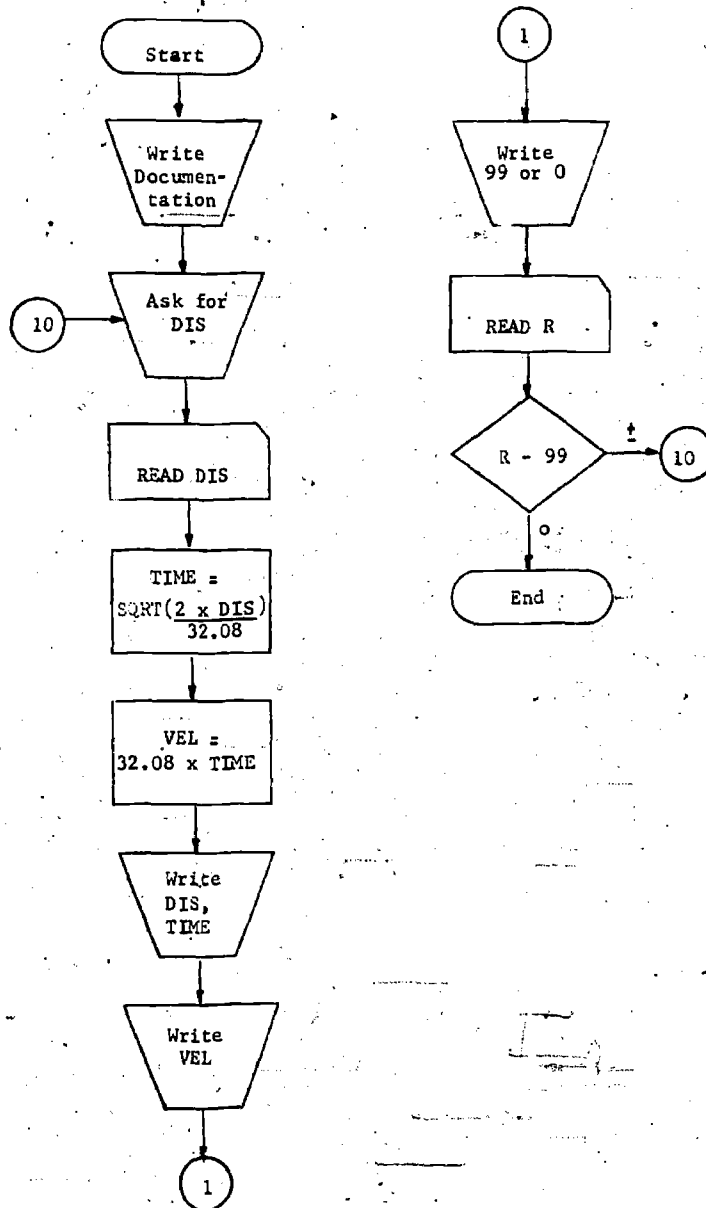 Start
Write
Documen-
tation
10
Ask for
DIS
READ DIS
TIME =
SQRT(2 x DIS)
32.08
VEL =
32.08 x TIME
Write
DIS,
TIME
Write
VEL
1
1
Write
99 or 0
READ R
R - 99
±
10
0
End